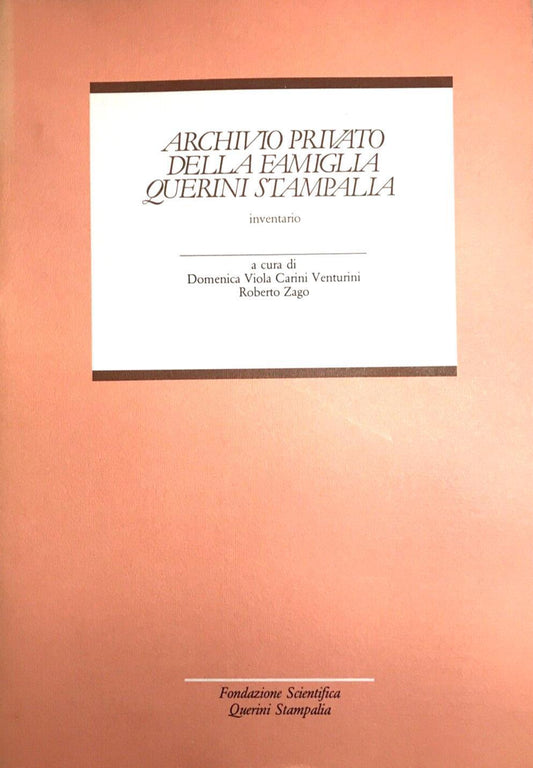 ARCHIVIO PRIVATO
DELLA FAMIGLIA
QUERINI STAMPALIA
inventario
a cura di
Domenica Viola Carini Venturini
Roberto Zago
Fondazione Scientifica
Querini Stampalia